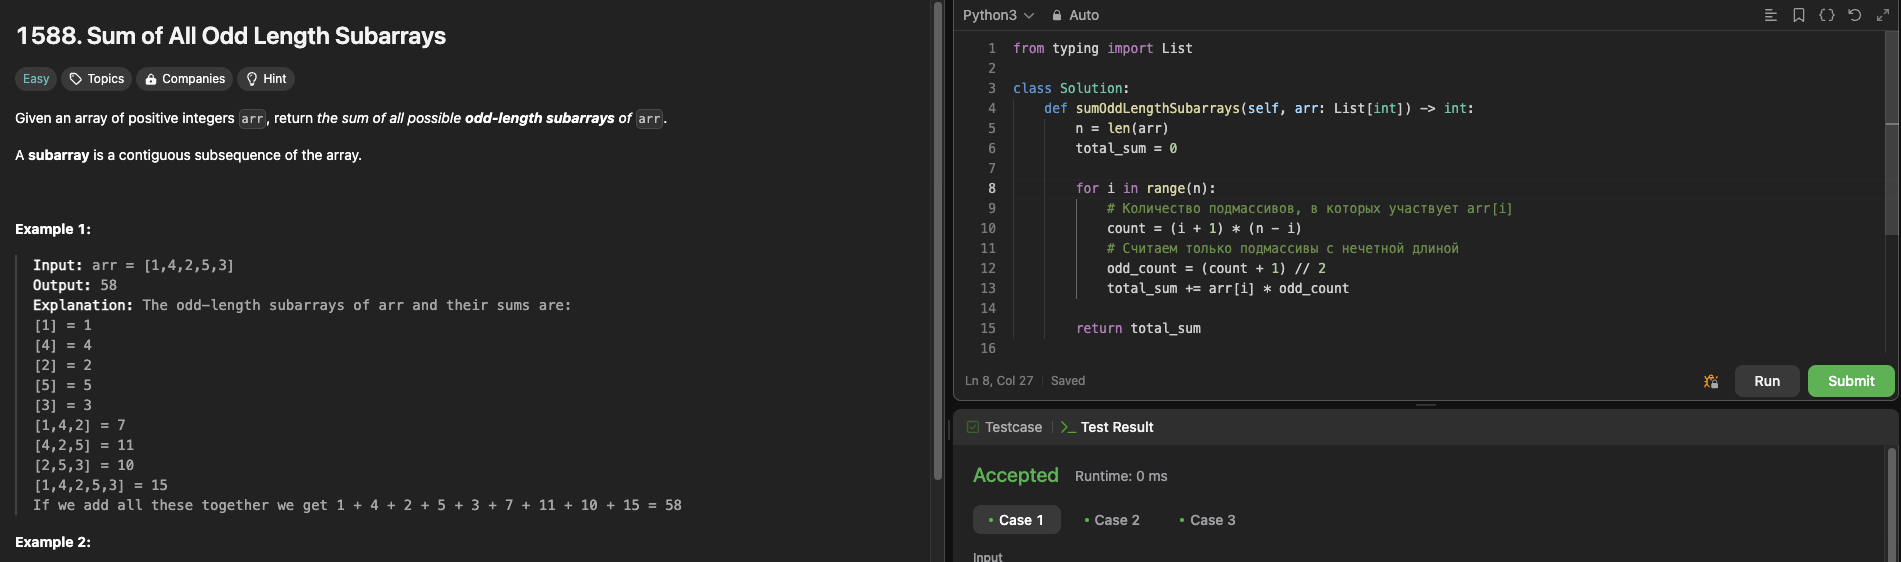 1588. Sum of All Odd Length Subarrays
Easy
Topics
Companies
Hint
Given an array of positive integers arr, return the sum of all possible odd-length subarrays of arr.
A subarray is a contiguous subsequence of the array.
Example 1:
Input: arr = [1,4,2,5,3]
Output: 58
Explanation: The odd-length subarrays of arr and their sums are:
[1] = 1
[4] = 4
[2] = 2
[5] = 5
[3] = 3
[1,4,2] = 7
[4,2,5] = 11
[2,5,3] = 10
[1,4,2,5,3] = 15
If we add all these together we get 1 + 4 + 2 + 5 + 3 + 7 + 11 + 10 + 15 = 58
Example 2:
Python3
Auto
1 from typing import List
2
3 class Solution:
4     def sumOddLengthSubarrays(self, arr: List[int]) -> int:
5         n = len(arr)
6         total_sum = 0
7
8         for i in range(n):
9             # Количество подмассивов, в которых участвует arr[i]
10             count = (i + 1) * (n - i)
11             # Считаем только подмассивы с нечетной длиной
12             odd_count = (count + 1) // 2
13             total_sum += arr[i] * odd_count
14
15         return total_sum
16
Ln 8, Col 27
Saved
Run
Submit
Testcase
Test Result
Accepted
Runtime: 0 ms
Case 1
Case 2
Case 3
Input